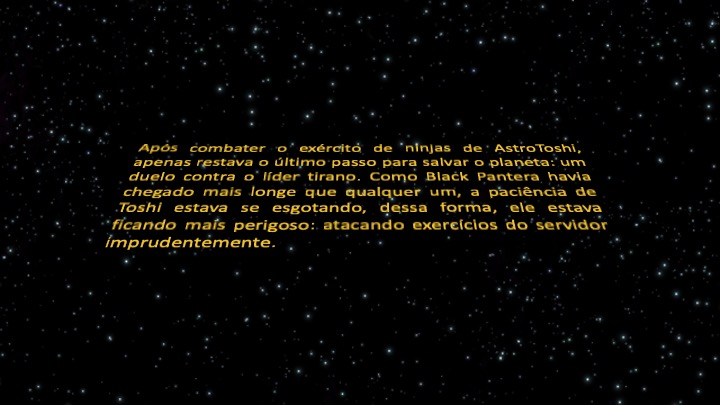 Após combater o exército de ninjas de AstroToshi,
apenas restava o último passo para salvar o planeta: um
duelo contra o líder tirano. Como Black Pantera havia
chegado mais longe que qualquer um, a paciência de
Toshi estava se esgotando, dessa forma, ele estava
ficando mais perigoso: atacando exercícios do servidor
imprudentemente.